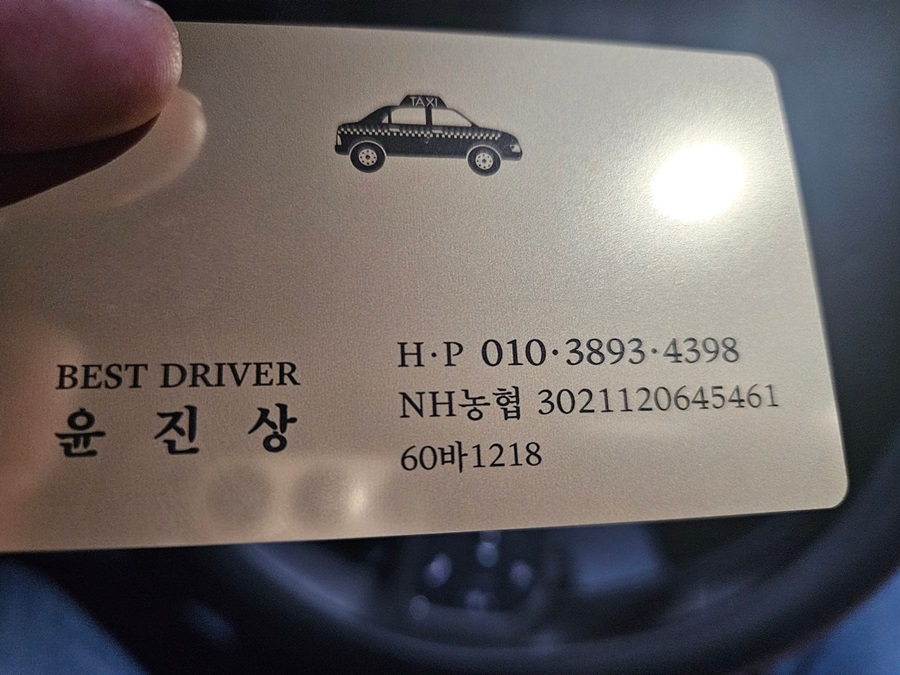 TAXI
BEST DRIVER
윤 진 상
H·P 010·3893·4398
NH농협 3021120645461
60바1218